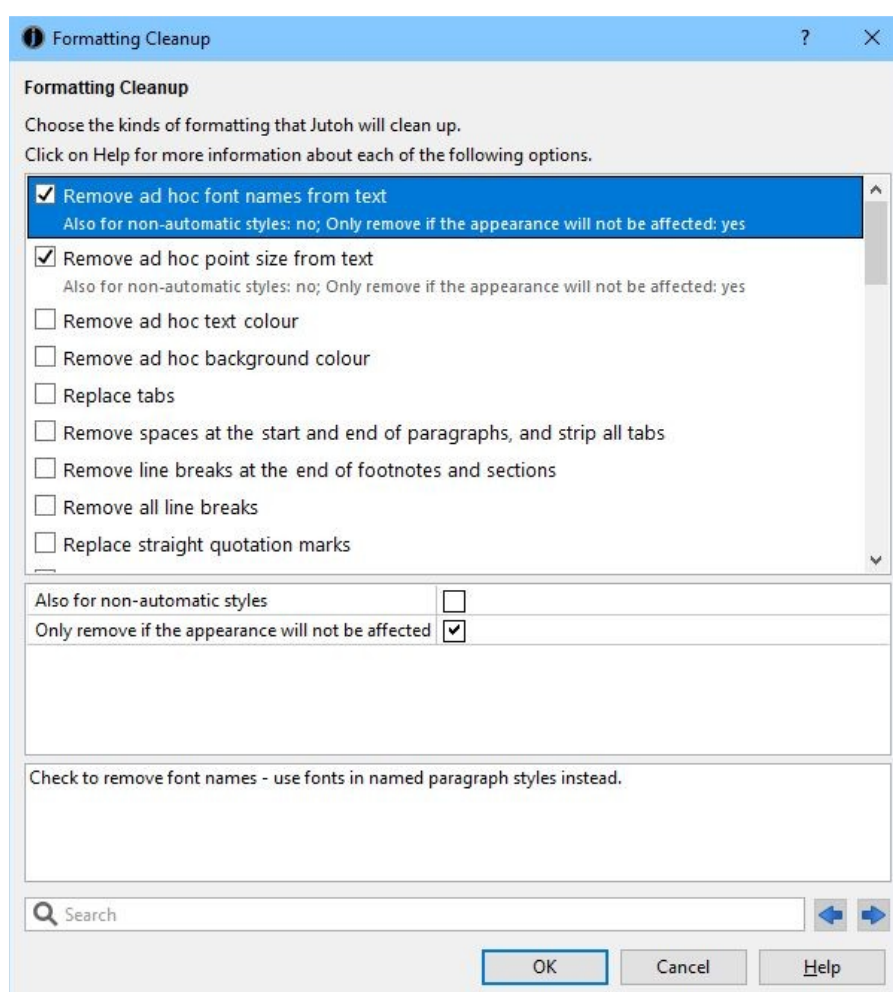 Formatting Cleanup
Formatting Cleanup
Choose the kinds of formatting that Jutoh will clean up.
Click on Help for more information about each of the following options.
Remove ad hoc font names from text
Also for non-automatic styles: no; Only remove if the appearance will not be affected: yes
Remove ad hoc point size from text
Also for non-automatic styles: no; Only remove if the appearance will not be affected: yes
Remove ad hoc text colour
Remove ad hoc background colour
Replace tabs
Remove spaces at the start and end of paragraphs, and strip all tabs
Remove line breaks at the end of footnotes and sections
Remove all line breaks
Replace straight quotation marks
Also for non-automatic styles
Only remove if the appearance will not be affected
Check to remove font names - use fonts in named paragraph styles instead.
Search
OK Cancel Help